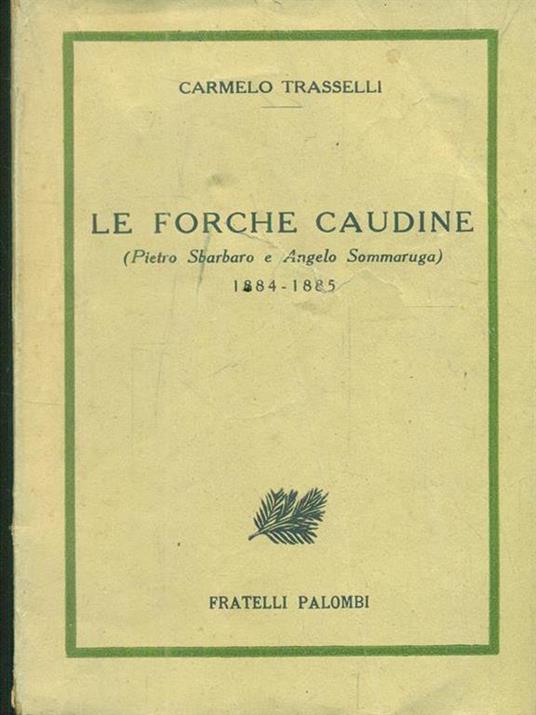 CARMELO TRASSELLI
LE FORCHE CAUDINE
(Pietro Sbarbaro e Angelo Sommaruga)
1884-1885
FRATELLI PALOMBI